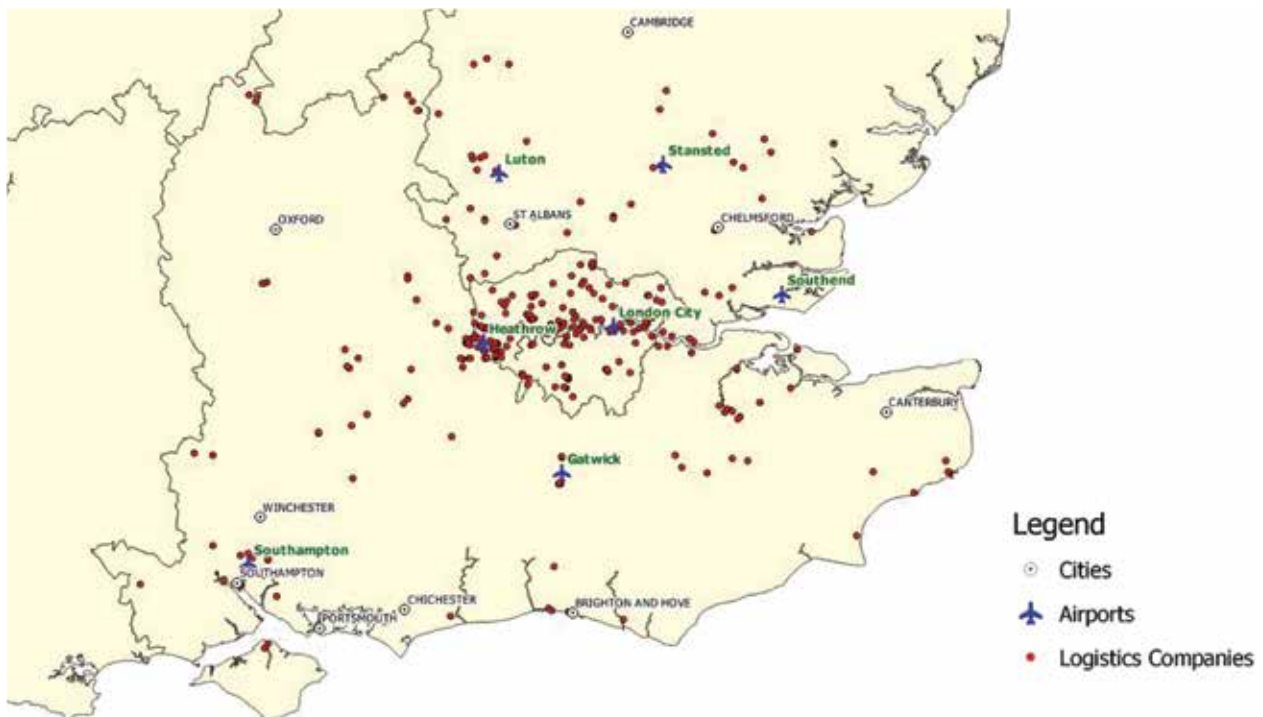 CAMBRIDGE
Stansted
Luton
ST ALBANS
CHELMSFORD
OXFORD
Southend
London City
Heathrow
CANTERBURY
Gatwick
WINCHESTER
Southampton
SOUTHAMPTON
CHICHESTER
BRIGHTON AND HOVE
PORTSMOUTH
Legend
Cities
Airports
Logistics Companies